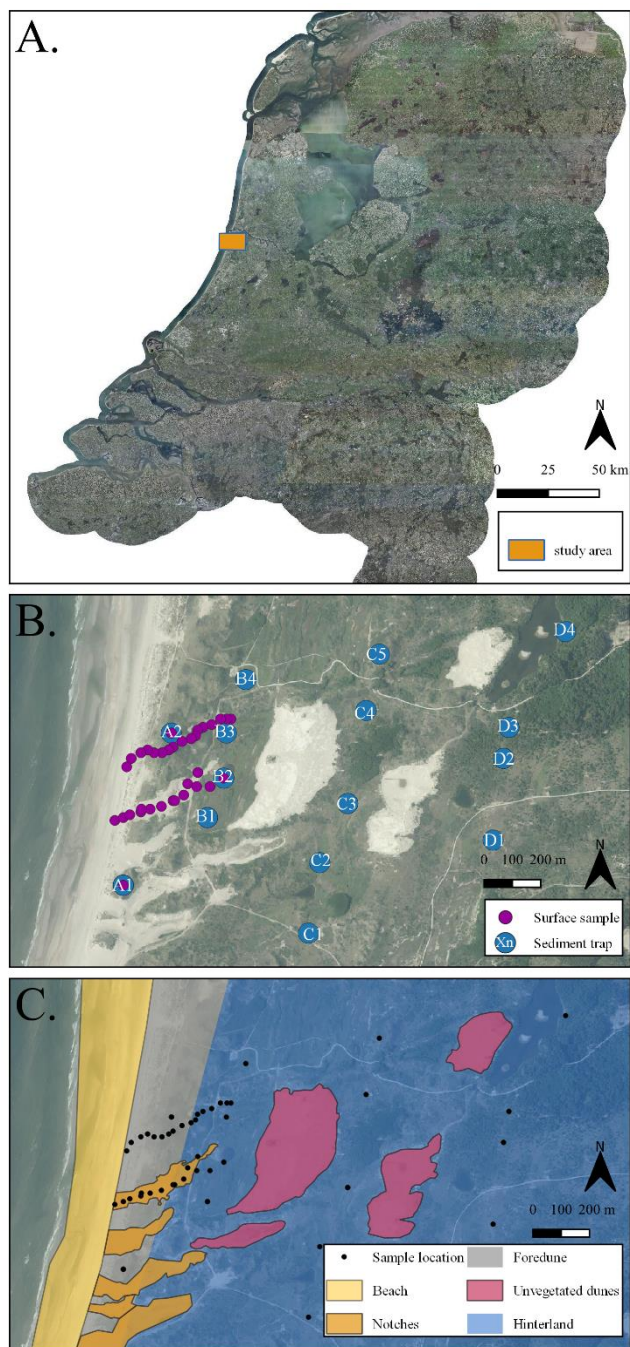 A.
N
0 25 50 km
study area
B.
D4
C5
B4
C4
A2
B3
D3
D2
B2
C3
B1
D1
C2
N
0 100 200 m
A1
C1
Surface sample
Xn Sediment trap
C.
N
0 100 200 m
Sample location Foredune
Beach Unvegetated dunes
Notches Hinterland